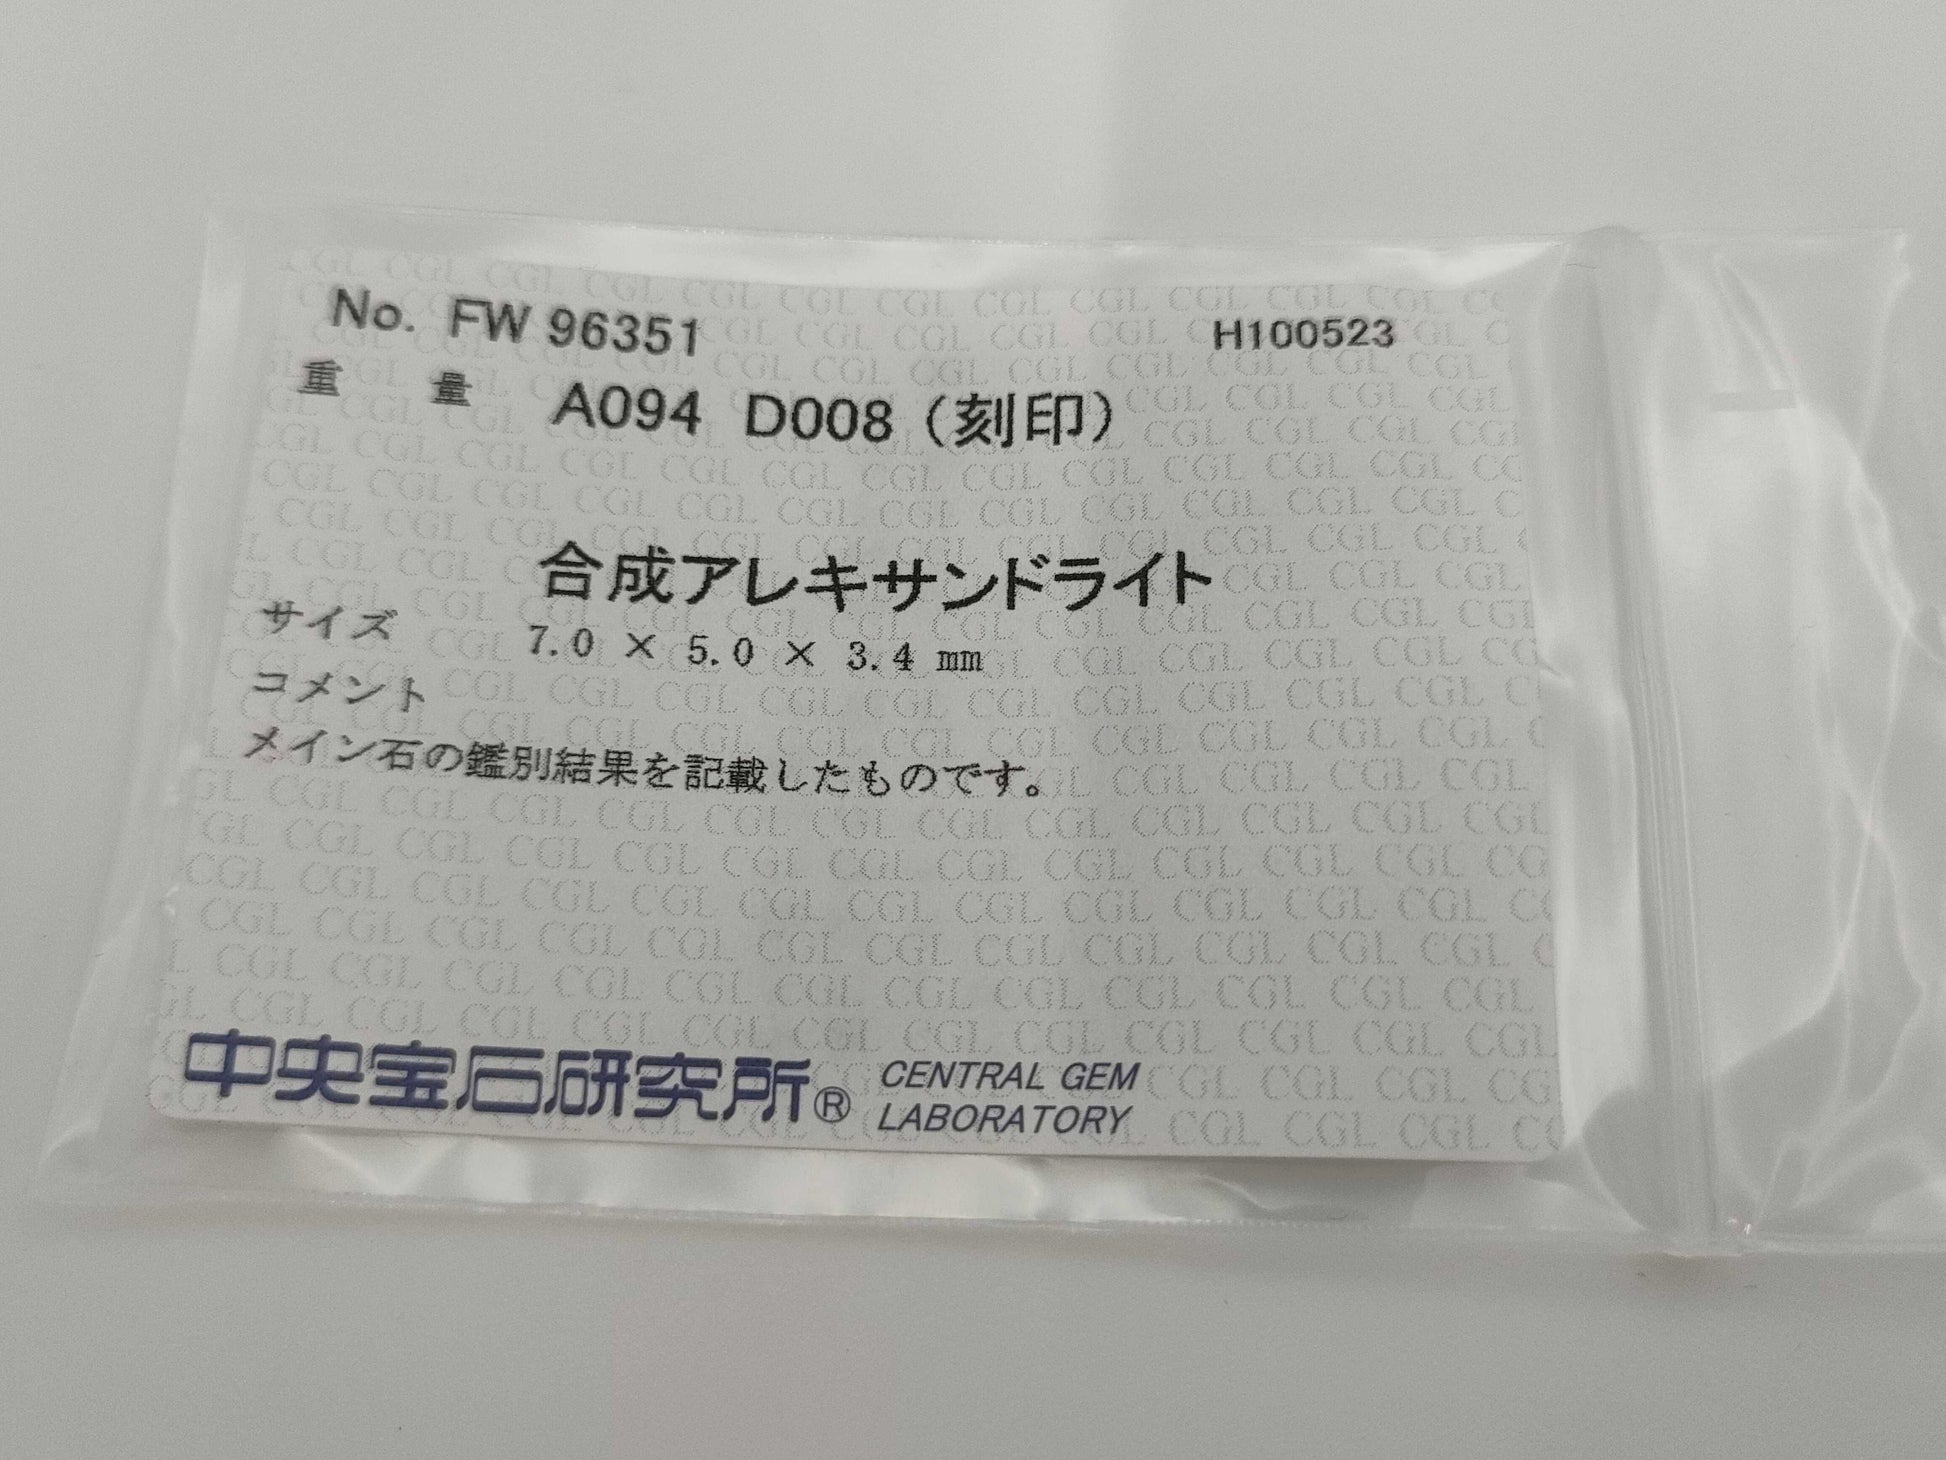 No. FW 96351 H100523
重 量 A094 D008（刻印）
合成アレキサンドライト
サイズ 7.0 × 5.0 × 3.4 mm
コメント
メイン石の鑑別結果を記載したものです。
中央宝石研究所® CENTRAL GEM
LABORATORY